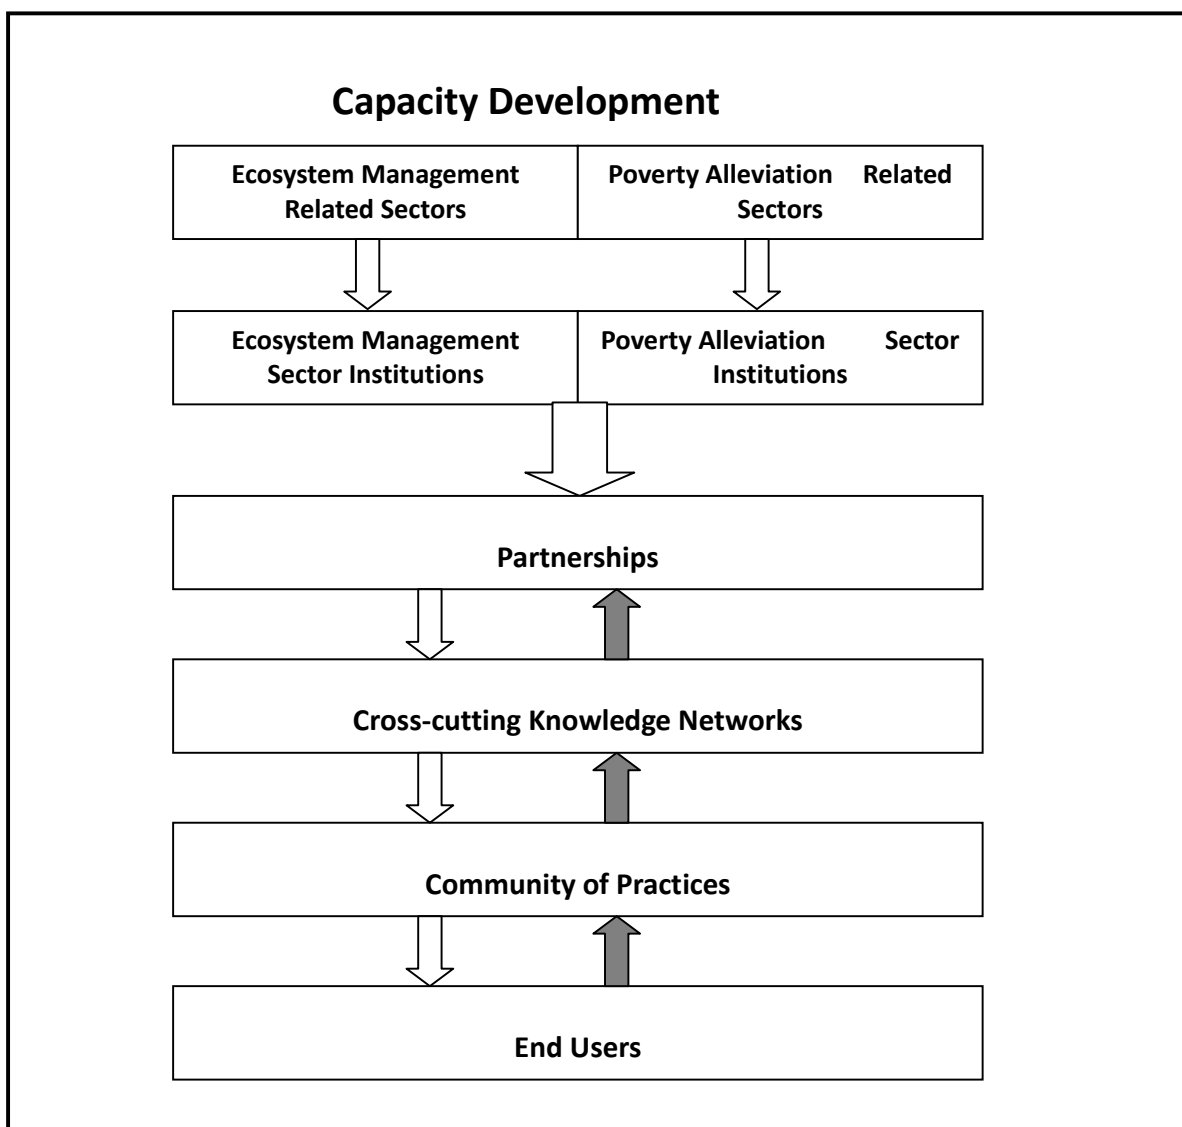 Capacity Development
Ecosystem Management
Related Sectors
Poverty Alleviation Related
Sectors
Ecosystem Management
Sector Institutions
Poverty Alleviation Sector
Institutions
Partnerships
Cross-cutting Knowledge Networks
Community of Practices
End Users